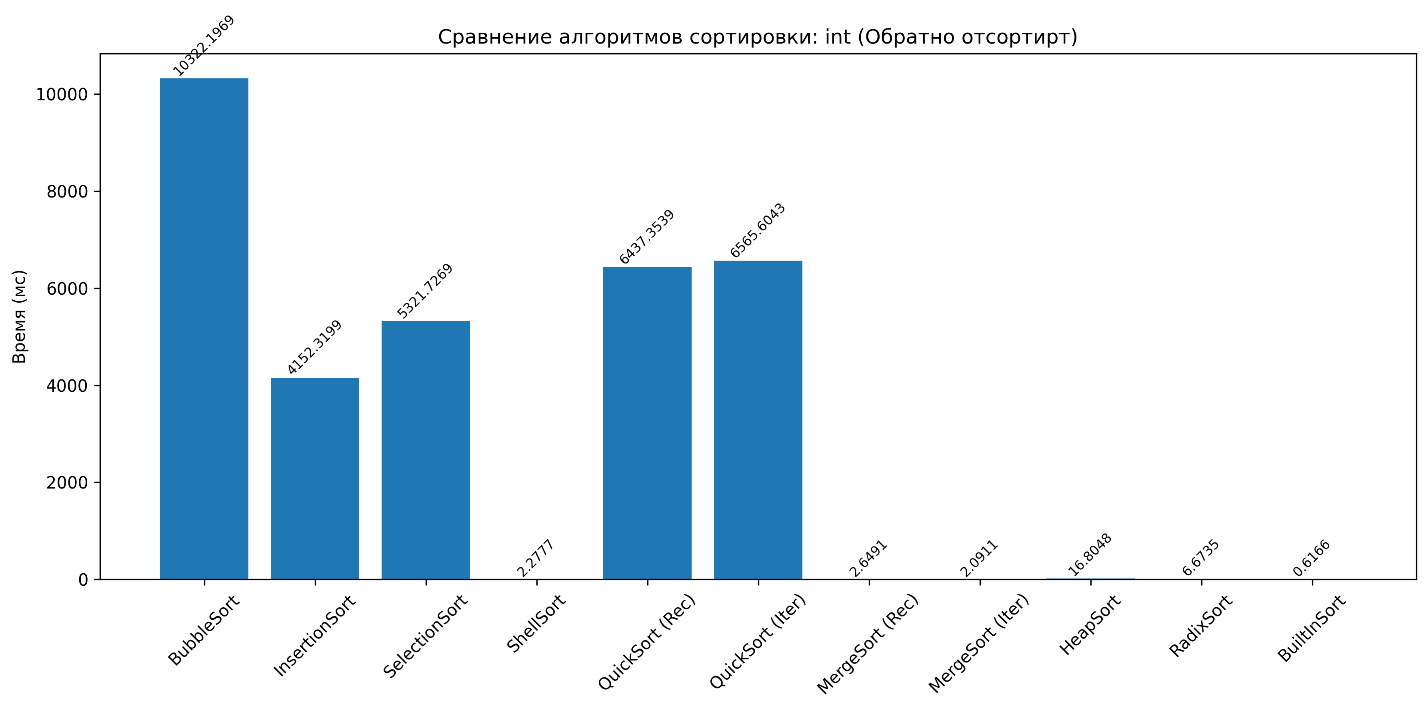 Сравнение алгоритмов сортировки: int (Обратно отсортирт)
Время (мс)
10000
8000
6000
4000
2000
0
10322.1969
4152.3199
5321.7269
2.2777
6437.3539
6565.6043
2.6491
2.0911
16.8048
6.6735
0.6166
BubbleSort
InsertionSort
SelectionSort
ShellSort
QuickSort (Rec)
QuickSort (Iter)
MergeSort (Rec)
MergeSort (Iter)
HeapSort
RadixSort
BuiltInSort